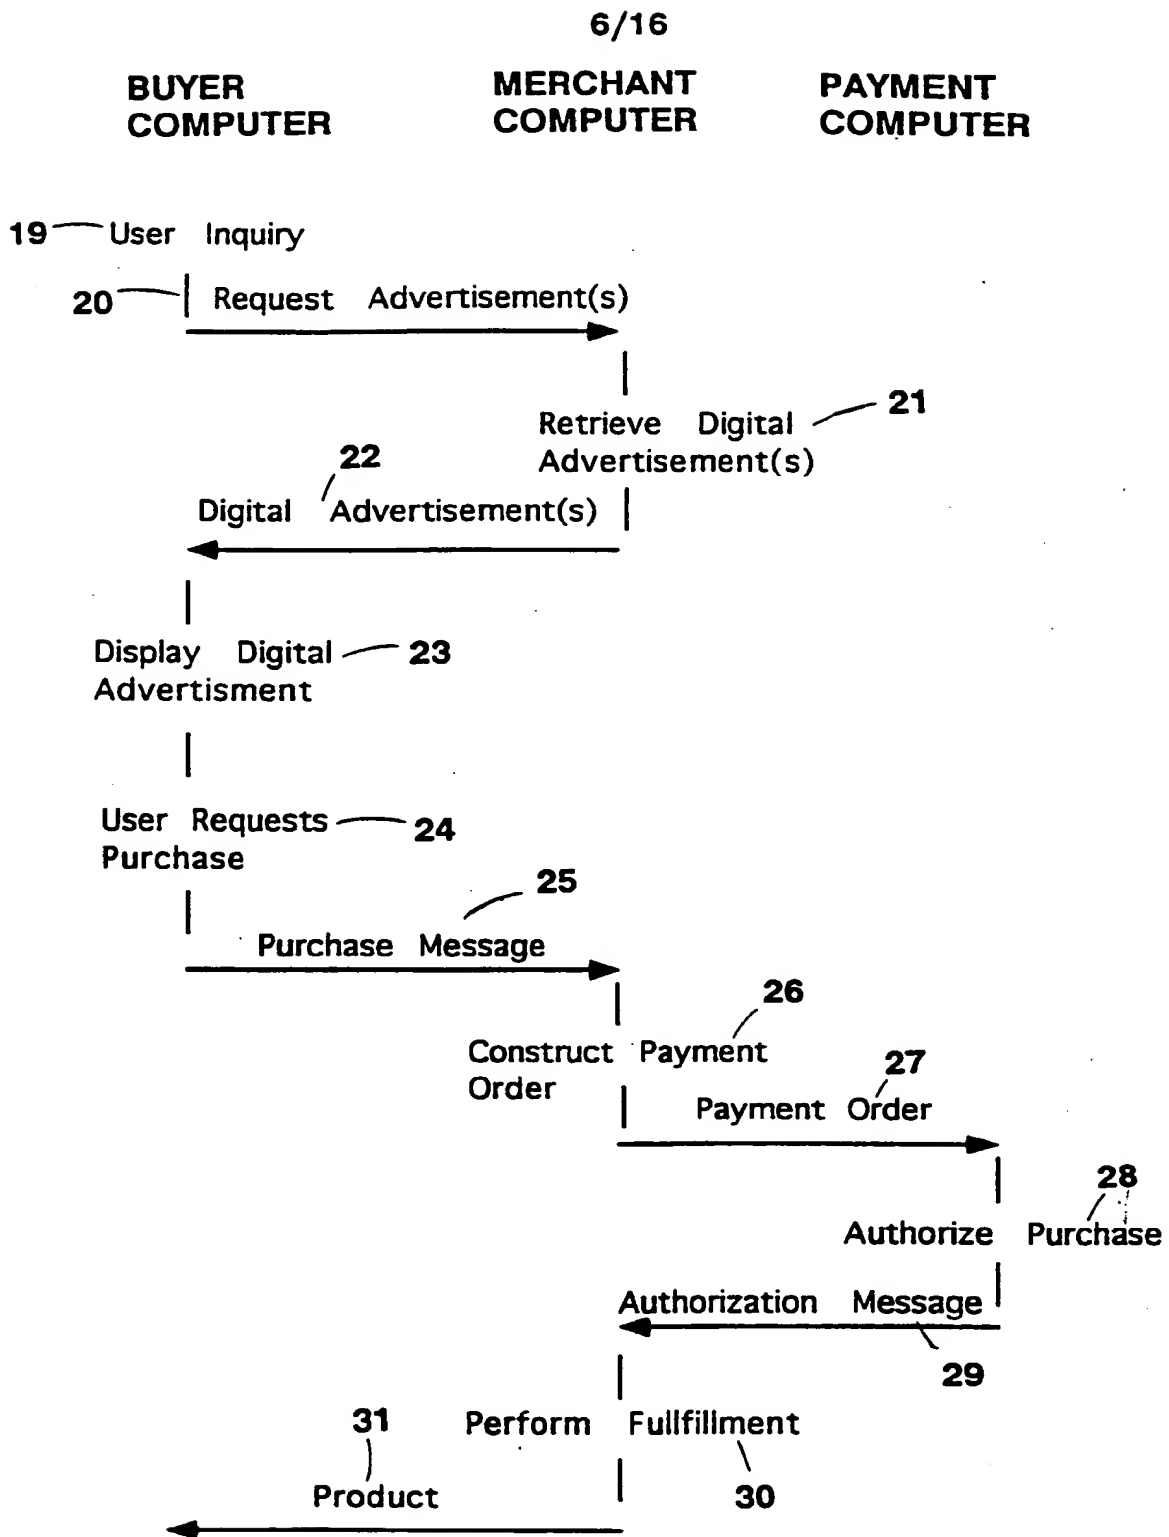 6/16
BUYER
COMPUTER
MERCHANT
COMPUTER
PAYMENT
COMPUTER
19 User Inquiry
20 Request Advertisement(s)
21
Retrieve Digital
Advertisement(s)
22
Digital Advertisement(s)
Display Digital 23
Advertisment
User Requests 24
Purchase
25
Purchase Message
26
Construct Payment
Order
27
Payment Order
28
Authorize Purchase
Authorization Message
29
31
Perform Fullfillment
Product
30